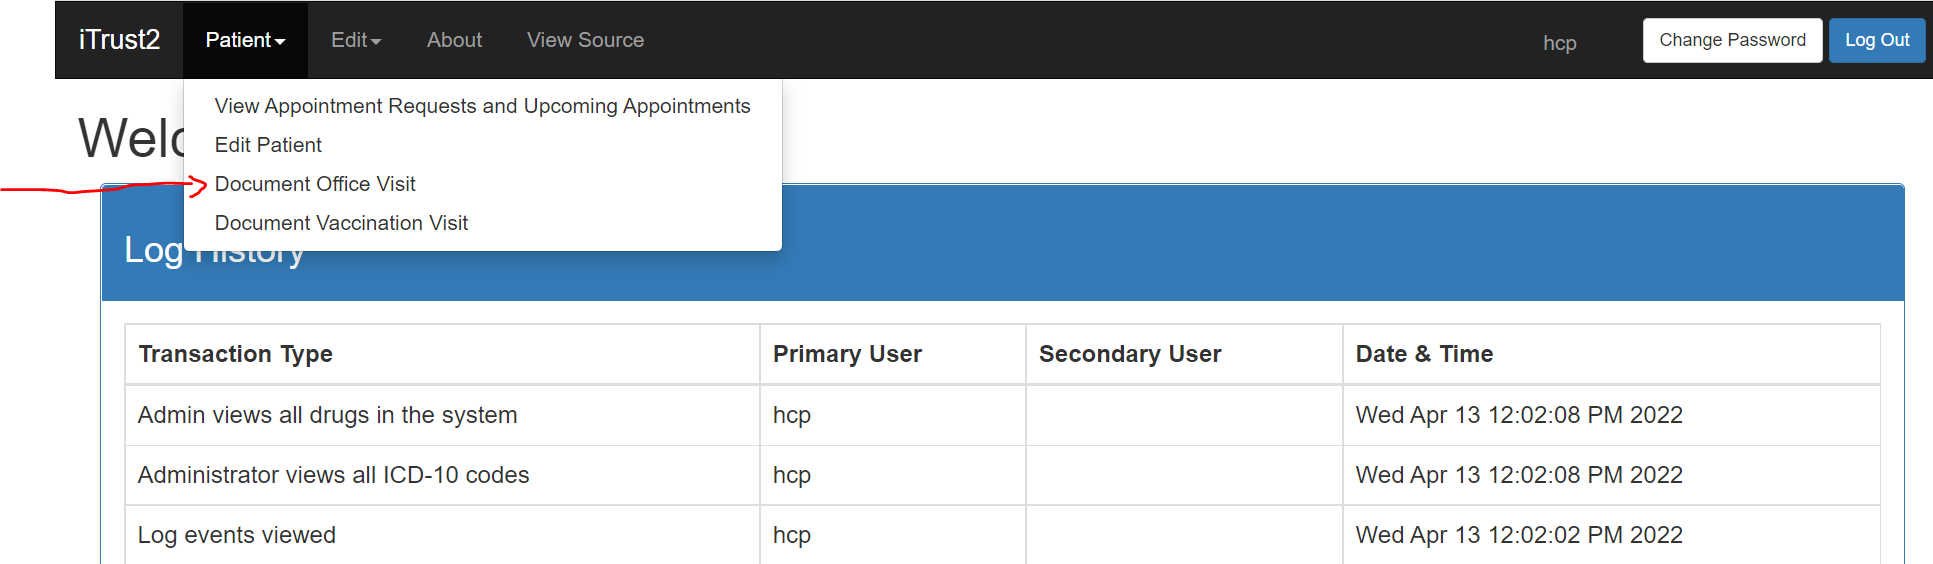 iTrust2 Patient Edit About View Source hcp Change Password Log Out
View Appointment Requests and Upcoming Appointments
Edit Patient
Document Office Visit
Document Vaccination Visit
Log History
Transaction Type Primary User Secondary User Date & Time
Admin views all drugs in the system hcp Wed Apr 13 12:02:08 PM 2022
Administrator views all ICD-10 codes hcp Wed Apr 13 12:02:08 PM 2022
Log events viewed hcp Wed Apr 13 12:02:02 PM 2022